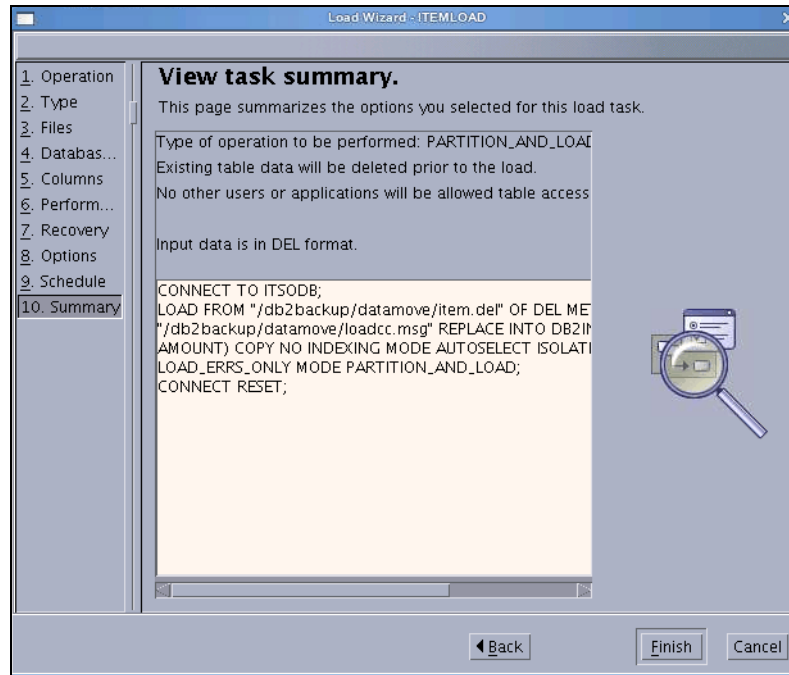 Load Wizard - ITEMLOAD
1. Operation
2. Type
3. Files
4. Databas...
5. Columns
6. Perform...
7. Recovery
8. Options
9. Schedule
10. Summary
View task summary.
This page summarizes the options you selected for this load task.
Type of operation to be performed: PARTITION_AND_LOAD
Existing table data will be deleted prior to the load.
No other users or applications will be allowed table access
Input data is in DEL format.
CONNECT TO ITSODB;
LOAD FROM "/db2backup/datamove/item.del" OF DEL MET
"/db2backup/datamove/loadcc.msg" REPLACE INTO DB2IN
AMOUNT) COPY NO INDEXING MODE AUTOSELECT ISOLATI
LOAD_ERRS_ONLY MODE PARTITION_AND_LOAD;
CONNECT RESET;
Back
Finish
Cancel